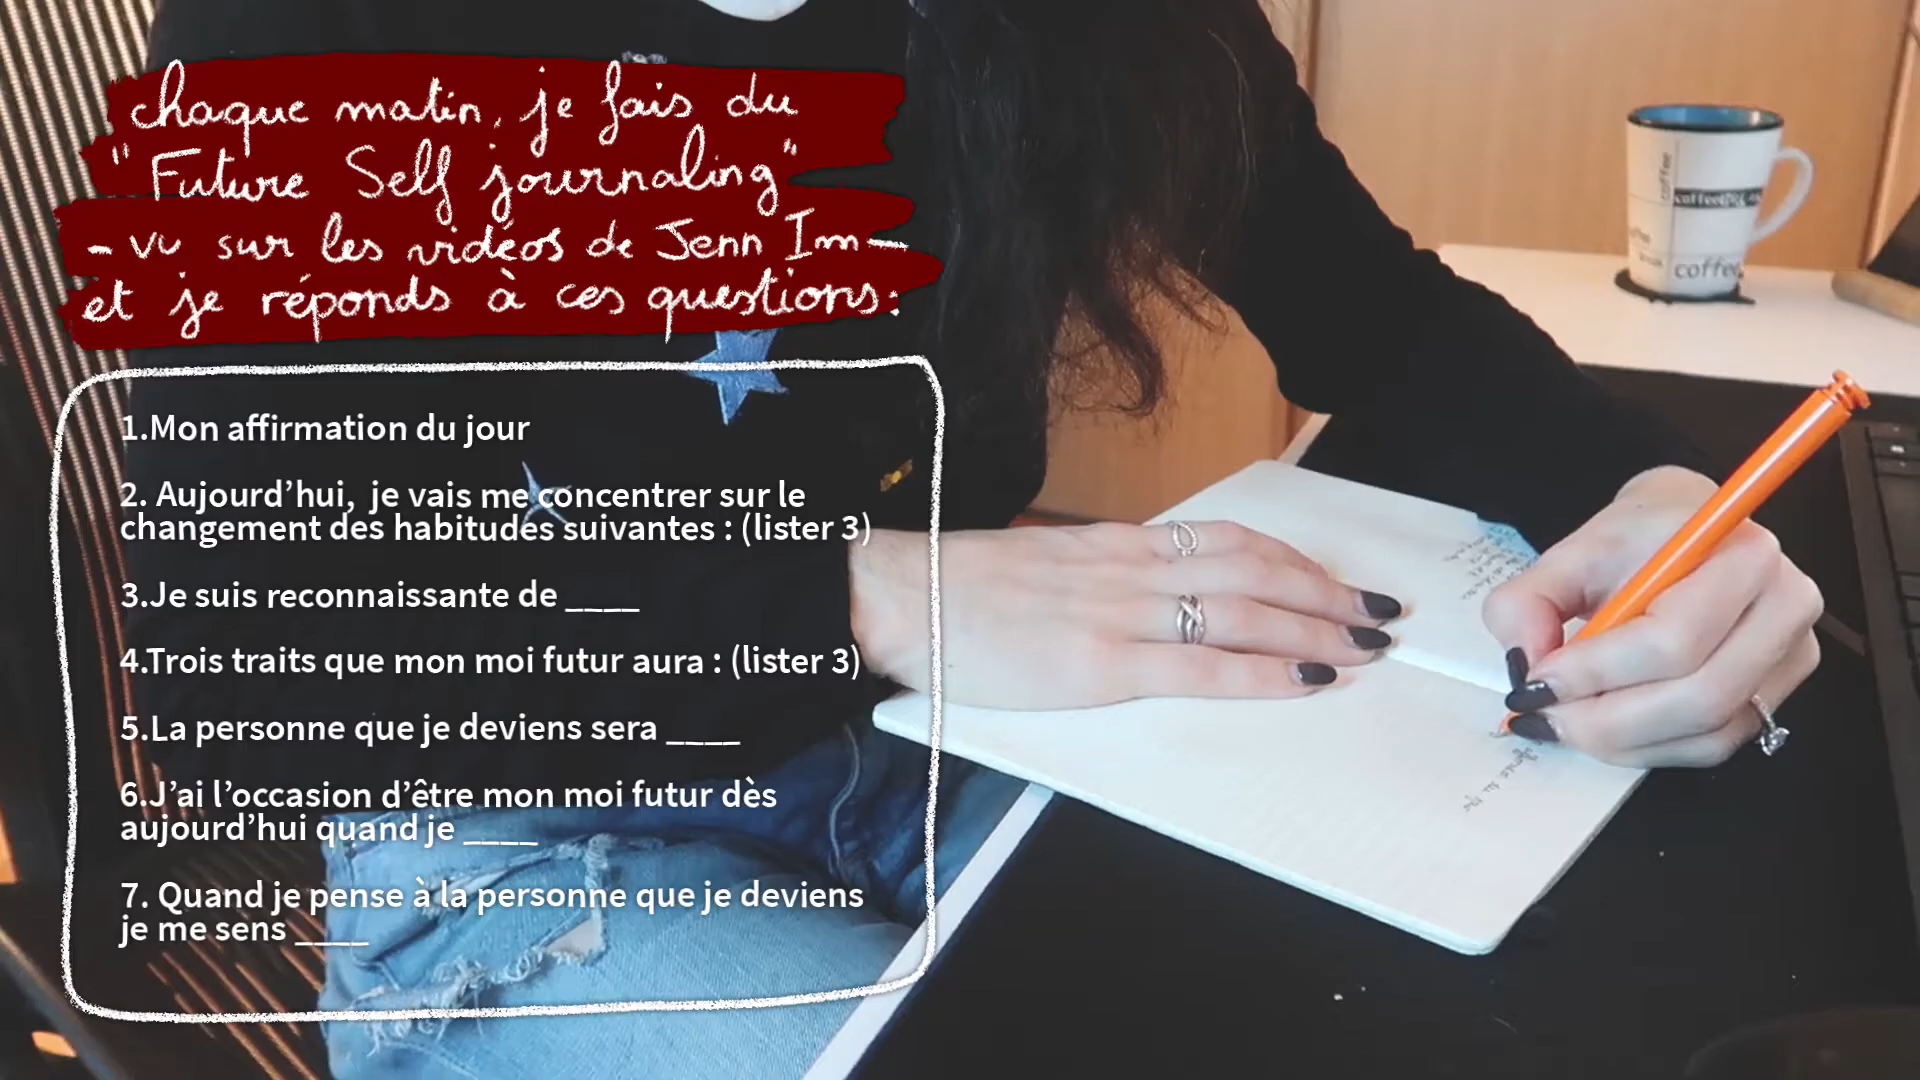 chaque matin, je fais du
"Future Self journaling"
- vu sur les vidéos de Jenn Im -
et je réponds à ces questions:
1.Mon affirmation du jour
2. Aujourd’hui, je vais me concentrer sur le
changement des habitudes suivantes : (lister 3)
3.Je suis reconnaissante de ____
4.Trois traits que mon moi futur aura : (lister 3)
5.La personne que je deviens sera ____
6.J’ai l’occasion d’être mon moi futur dès
aujourd’hui quand je ____
7. Quand je pense à la personne que je deviens
je me sens ____
coffee
coffee
coffee